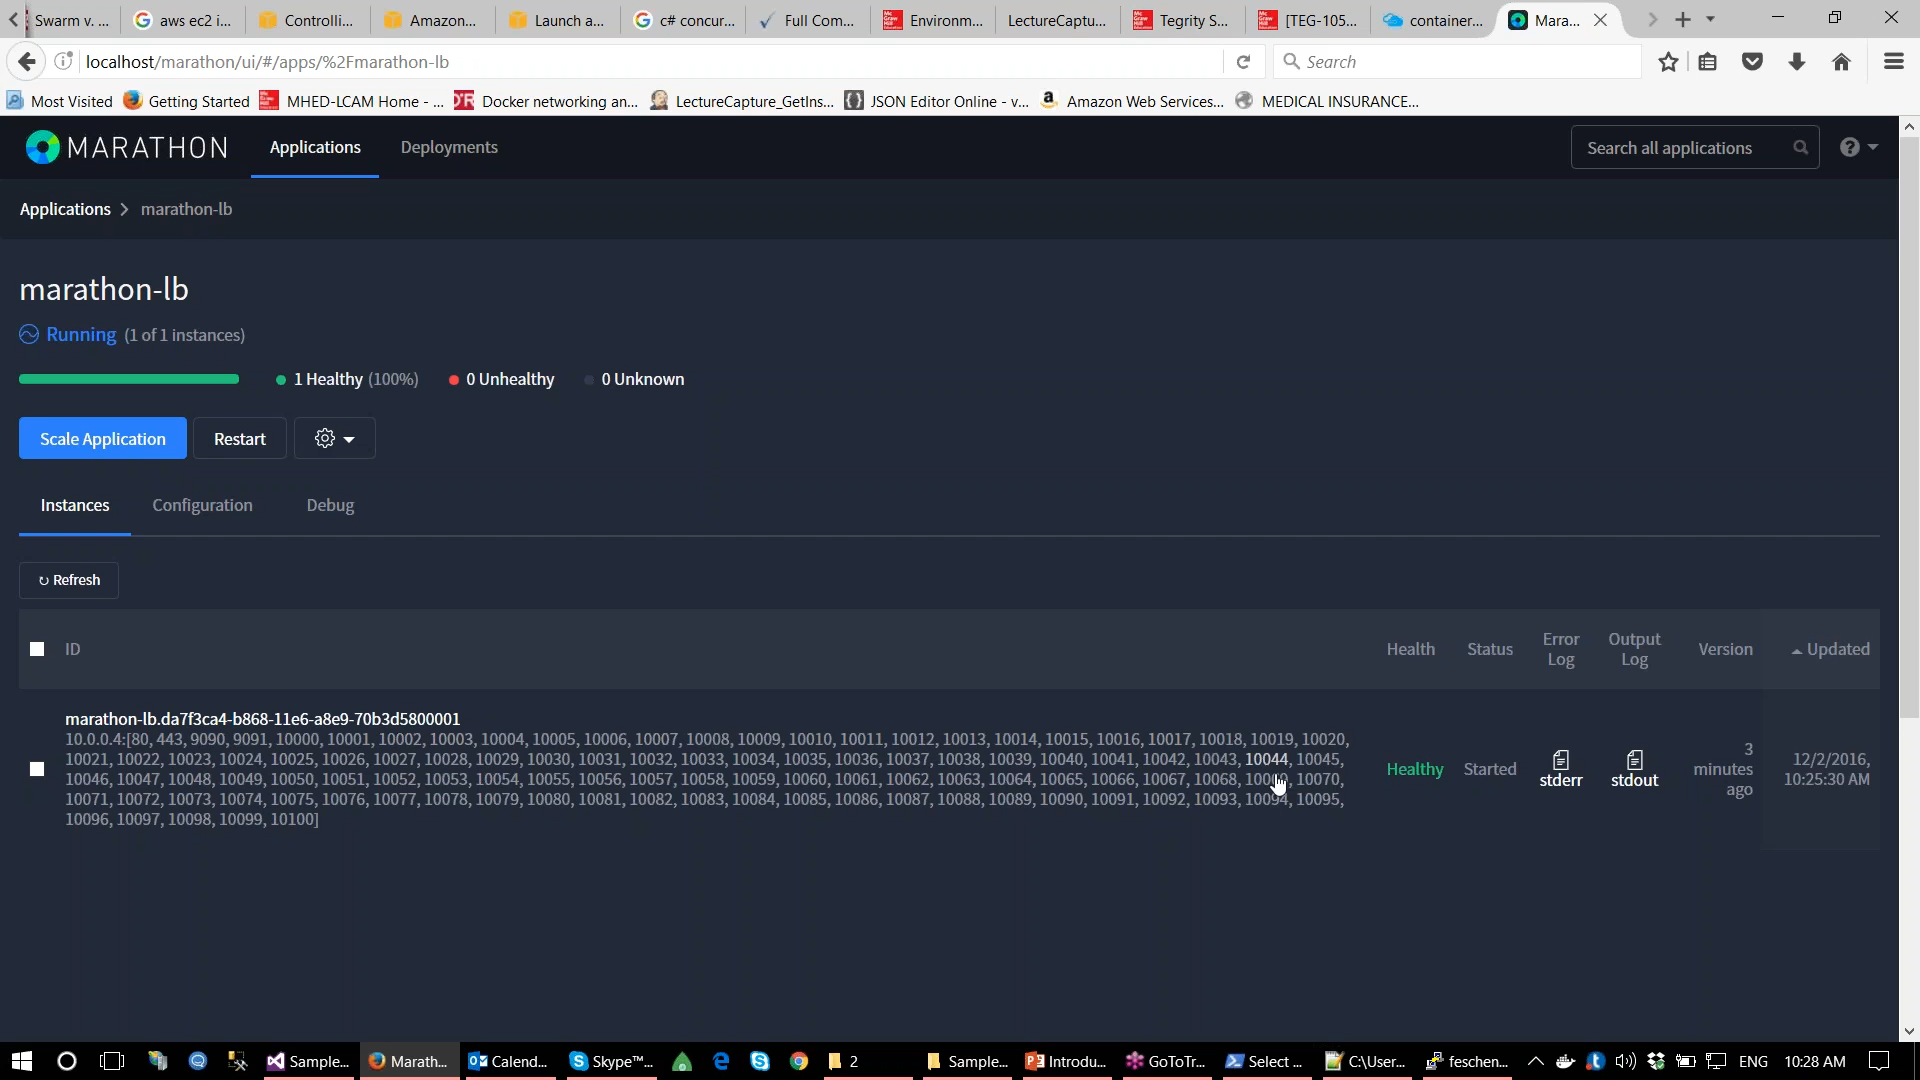 Swarm v. ... aws ec2 i... Controlli... Amazon... Launch a... c# concur... Full Com... Environm... LectureCaptu... Tegrity S... [TEG-105... container... Mara...
localhost/marathon/ui/#/apps/%2Fmarathon-lb Search
Most Visited Getting Started MHED-LCAM Home - ... Docker networking an... LectureCapture_GetIns... JSON Editor Online - v... Amazon Web Services... MEDICAL INSURANCE...
MARATHON Applications Deployments Search all applications
Applications > marathon-lb
marathon-lb
Running (1 of 1 instances)
1 Healthy (100%) 0 Unhealthy 0 Unknown
Scale Application Restart
Instances Configuration Debug
Refresh
ID Health Status Error Log Output Log Version Updated
marathon-lb.da7f3ca4-b868-11e6-a8e9-70b3d5800001
10.0.0.4:[80, 443, 9090, 9091, 10000, 10001, 10002, 10003, 10004, 10005, 10006, 10007, 10008, 10009, 10010, 10011, 10012, 10013, 10014, 10015, 10016, 10017, 10018, 10019, 10020,
10021, 10022, 10023, 10024, 10025, 10026, 10027, 10028, 10029, 10030, 10031, 10032, 10033, 10034, 10035, 10036, 10037, 10038, 10039, 10040, 10041, 10042, 10043, 10044, 10045,
10046, 10047, 10048, 10049, 10050, 10051, 10052, 10053, 10054, 10055, 10056, 10057, 10058, 10059, 10060, 10061, 10062, 10063, 10064, 10065, 10066, 10067, 10068, 10069, 10070,
10071, 10072, 10073, 10074, 10075, 10076, 10077, 10078, 10079, 10080, 10081, 10082, 10083, 10084, 10085, 10086, 10087, 10088, 10089, 10090, 10091, 10092, 10093, 10094, 10095,
10096, 10097, 10098, 10099, 10100]
Healthy Started stderr stdout 3 minutes ago 12/2/2016, 10:25:30 AM
Sample... Marath... Calend... Skype™... 2 Sample... Introdu... GoToTr... Select ... C:\User... feschen... ENG 10:28 AM